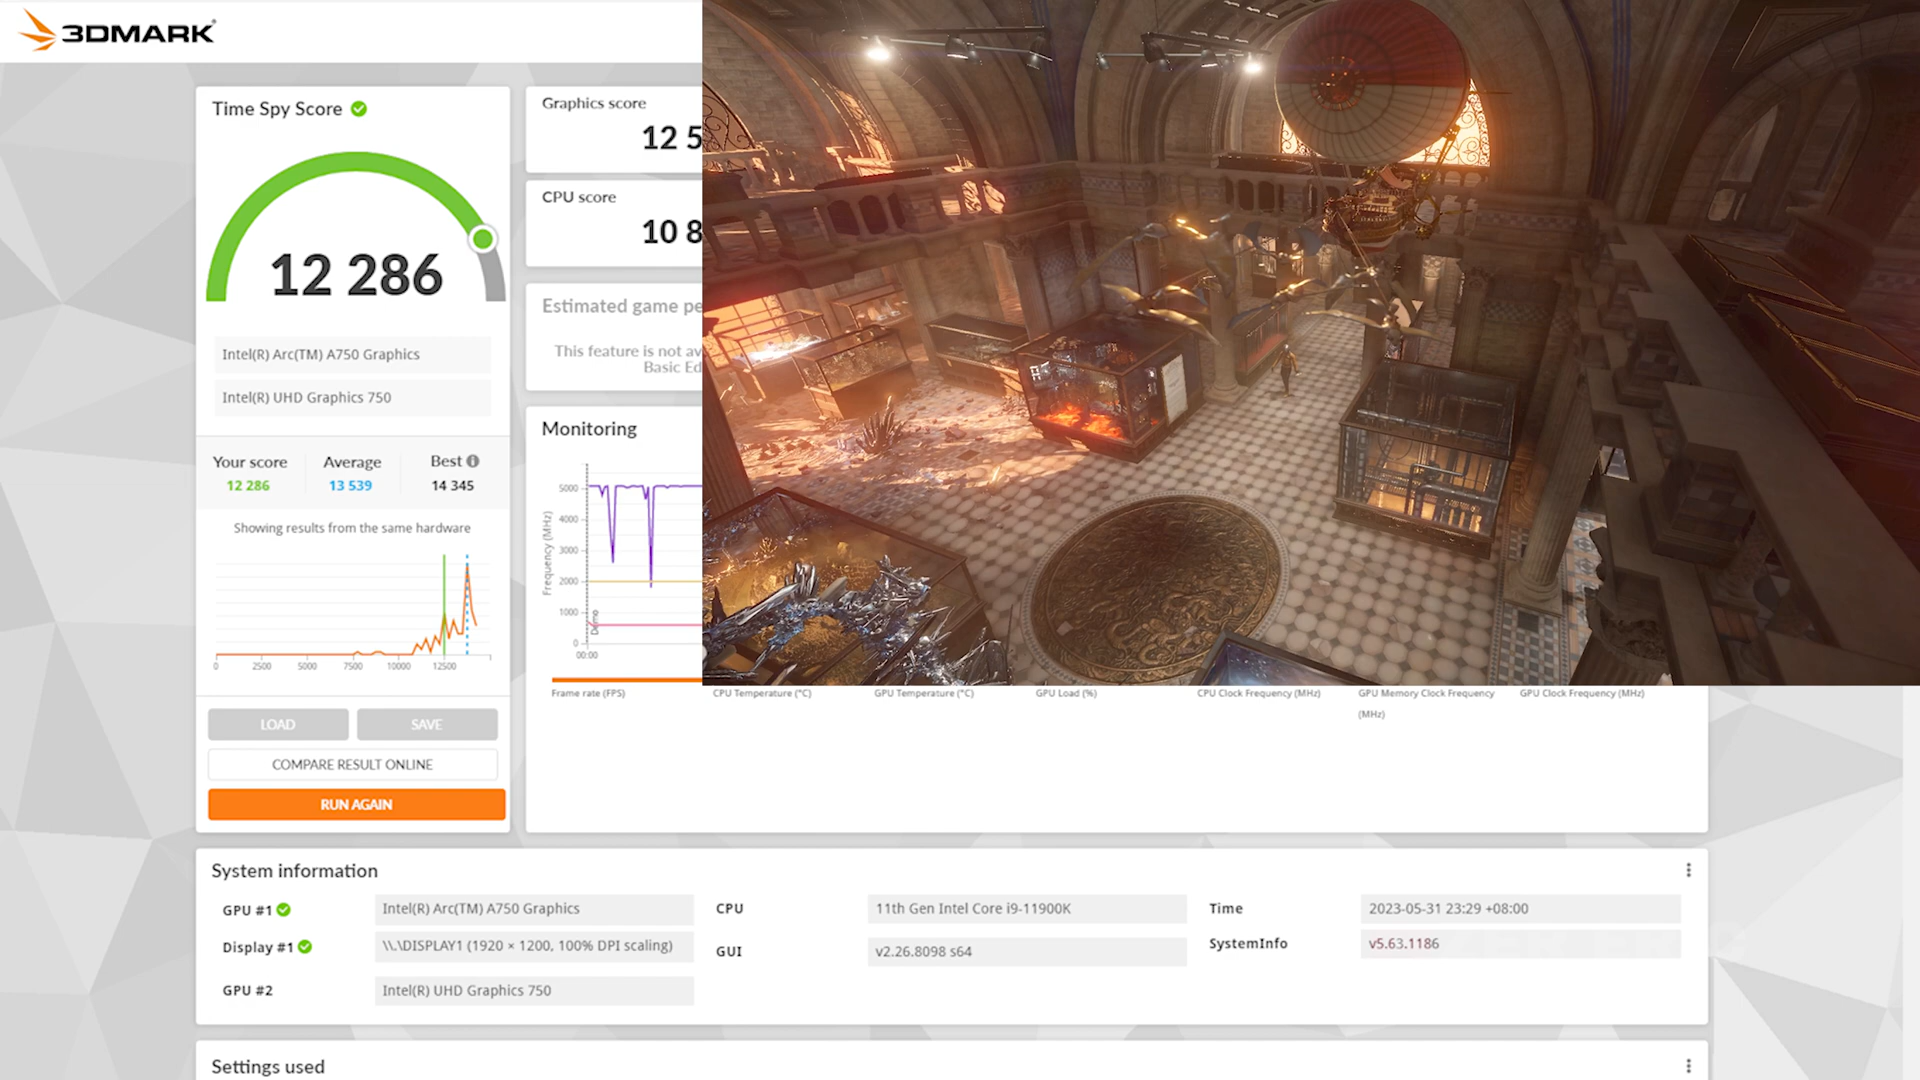 3DMARK
Time Spy Score
12 286
Intel(R) Arc(TM) A750 Graphics
Intel(R) UHD Graphics 750
Your score
Average
Best
12 286
13 539
14 345
Showing results from the same hardware
0 2500 5000 7500 10000 12500
LOAD
SAVE
COMPARE RESULT ONLINE
RUN AGAIN
Graphics score
12 5
CPU score
10 8
Estimated game pe
This feature is not av
Basic Ed
Monitoring
Frequency (MHz)
5000
4000
3000
2000
1000
0
Demo
00:00
Frame rate (FPS)
CPU Temperature (°C)
GPU Temperature (°C)
GPU Load (%)
CPU Clock Frequency (MHz)
GPU Memory Clock Frequency
(MHz)
GPU Clock Frequency (MHz)
System information
GPU #1
Intel(R) Arc(TM) A750 Graphics
CPU
11th Gen Intel Core i9-11900K
Time
2023-05-31 23:29 +08:00
Display #1
\\.\DISPLAY1 (1920 × 1200, 100% DPI scaling)
GUI
v2.26.8098 s64
SystemInfo
v5.63.1186
GPU #2
Intel(R) UHD Graphics 750
Settings used